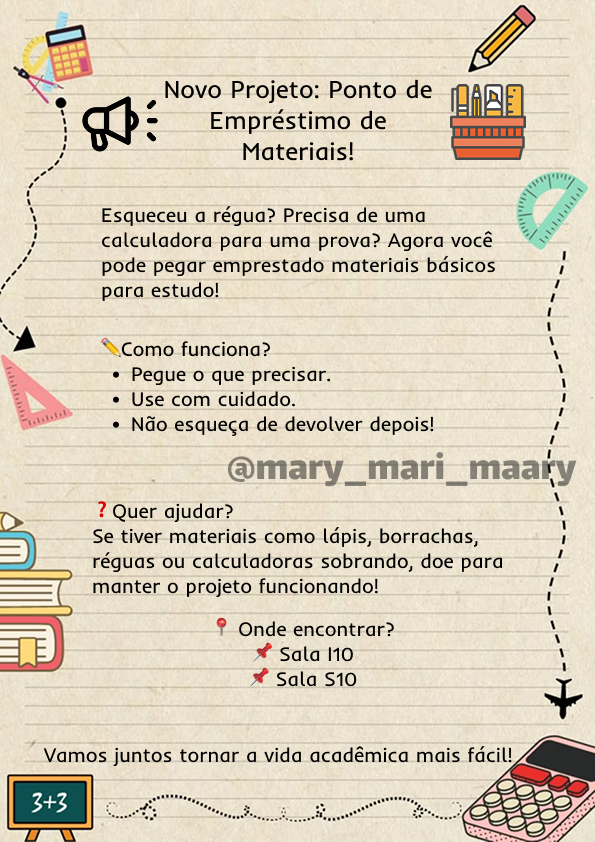 Novo Projeto: Ponto de
Empréstimo de
Materiais!
Esqueceu a régua? Precisa de uma
calculadora para uma prova? Agora você
pode pegar emprestado materiais básicos
para estudo!
✏️Como funciona?
• Pegue o que precisar.
• Use com cuidado.
• Não esqueça de devolver depois!
@mary_mari_maary
❓Quer ajudar?
Se tiver materiais como lápis, borrachas,
réguas ou calculadoras sobrando, doe para
manter o projeto funcionando!
📍 Onde encontrar?
📌 Sala I10
📌 Sala S10
Vamos juntos tornar a vida acadêmica mais fácil!
3+3